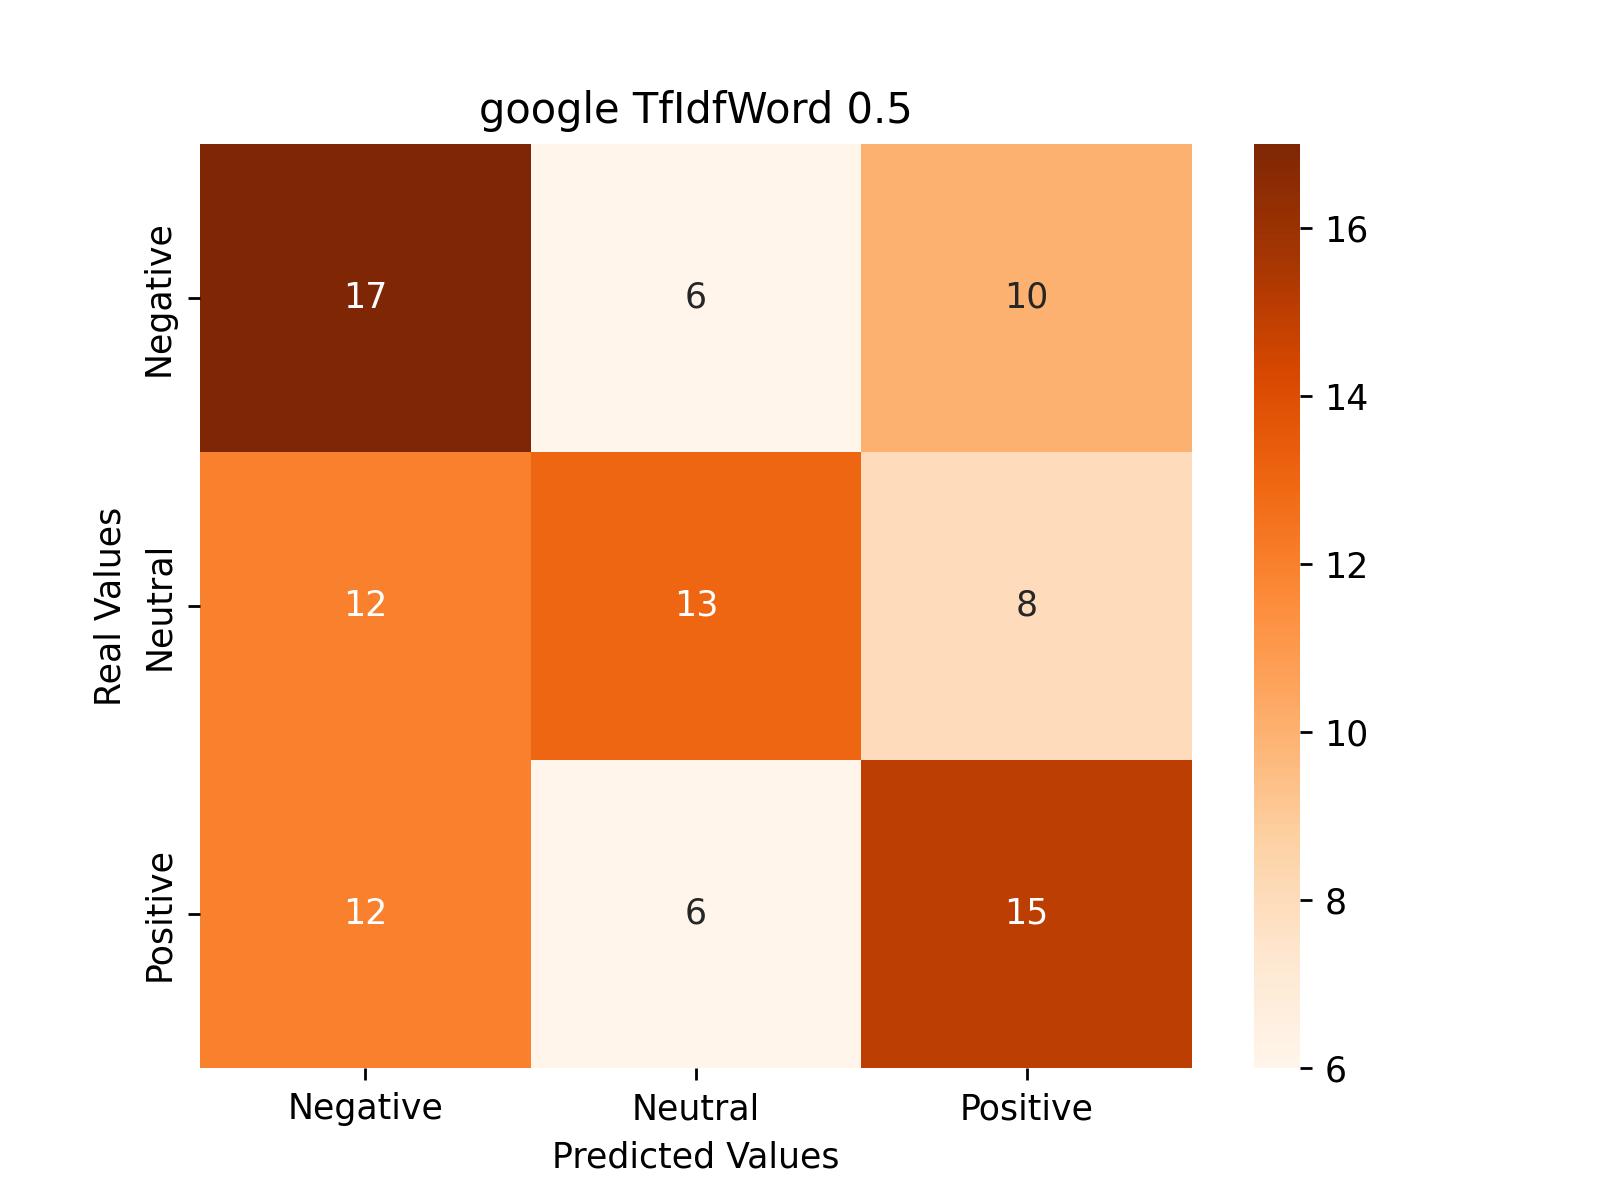 google TfIdfWord 0.5
Real Values
Negative
17 6 10
Neutral
12 13 8
Positive
12 6 15
Negative Neutral Positive
Predicted Values
16
14
12
10
8
6